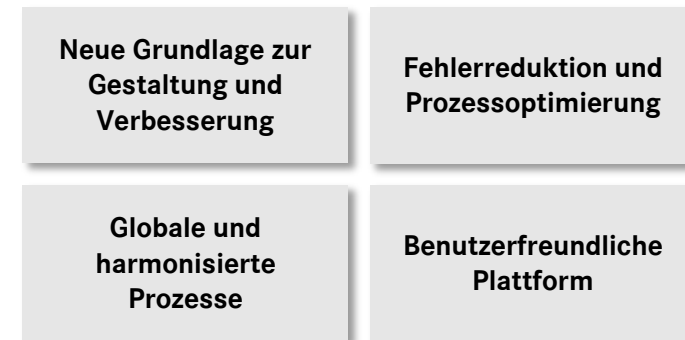 Neue Grundlage zur
Gestaltung und
Verbesserung
Fehlerreduktion und
Prozessoptimierung
Globale und
harmonisierte
Prozesse
Benutzerfreundliche
Plattform